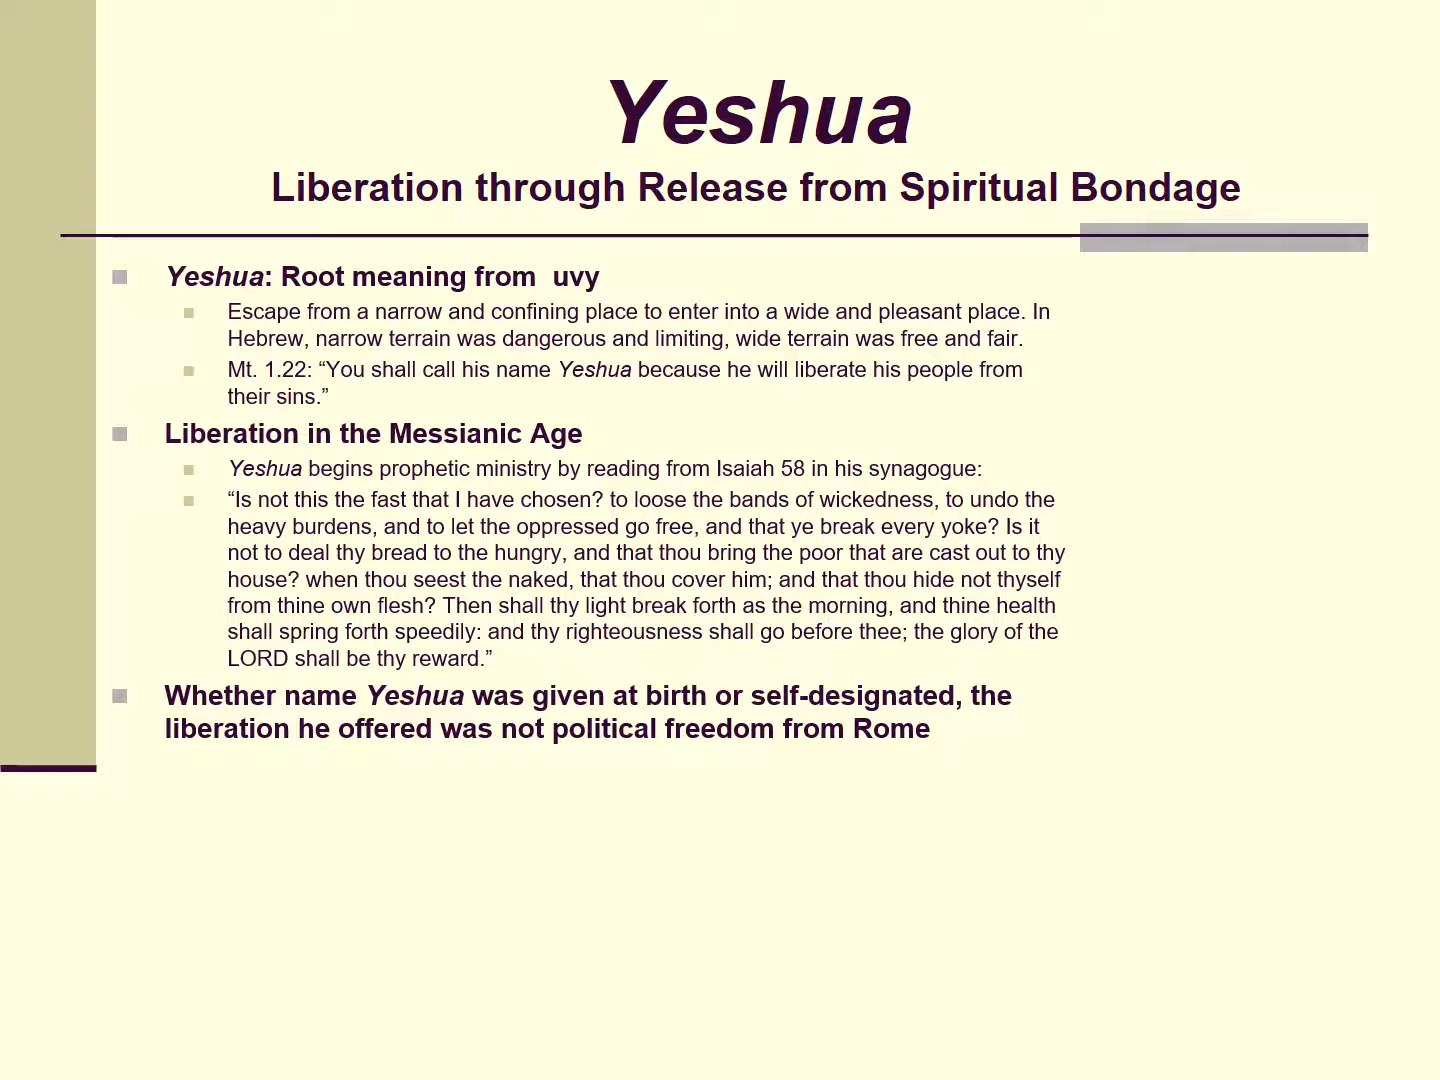 Yeshua
Liberation through Release from Spiritual Bondage
Yeshua: Root meaning from  uvy
Escape from a narrow and confining place to enter into a wide and pleasant place. In
Hebrew, narrow terrain was dangerous and limiting, wide terrain was free and fair.
Mt. 1.22: “You shall call his name Yeshua because he will liberate his people from
their sins.”
Liberation in the Messianic Age
Yeshua begins prophetic ministry by reading from Isaiah 58 in his synagogue:
“Is not this the fast that I have chosen? to loose the bands of wickedness, to undo the
heavy burdens, and to let the oppressed go free, and that ye break every yoke? Is it
not to deal thy bread to the hungry, and that thou bring the poor that are cast out to thy
house? when thou seest the naked, that thou cover him; and that thou hide not thyself
from thine own flesh? Then shall thy light break forth as the morning, and thine health
shall spring forth speedily: and thy righteousness shall go before thee; the glory of the
LORD shall be thy reward.”
Whether name Yeshua was given at birth or self-designated, the
liberation he offered was not political freedom from Rome